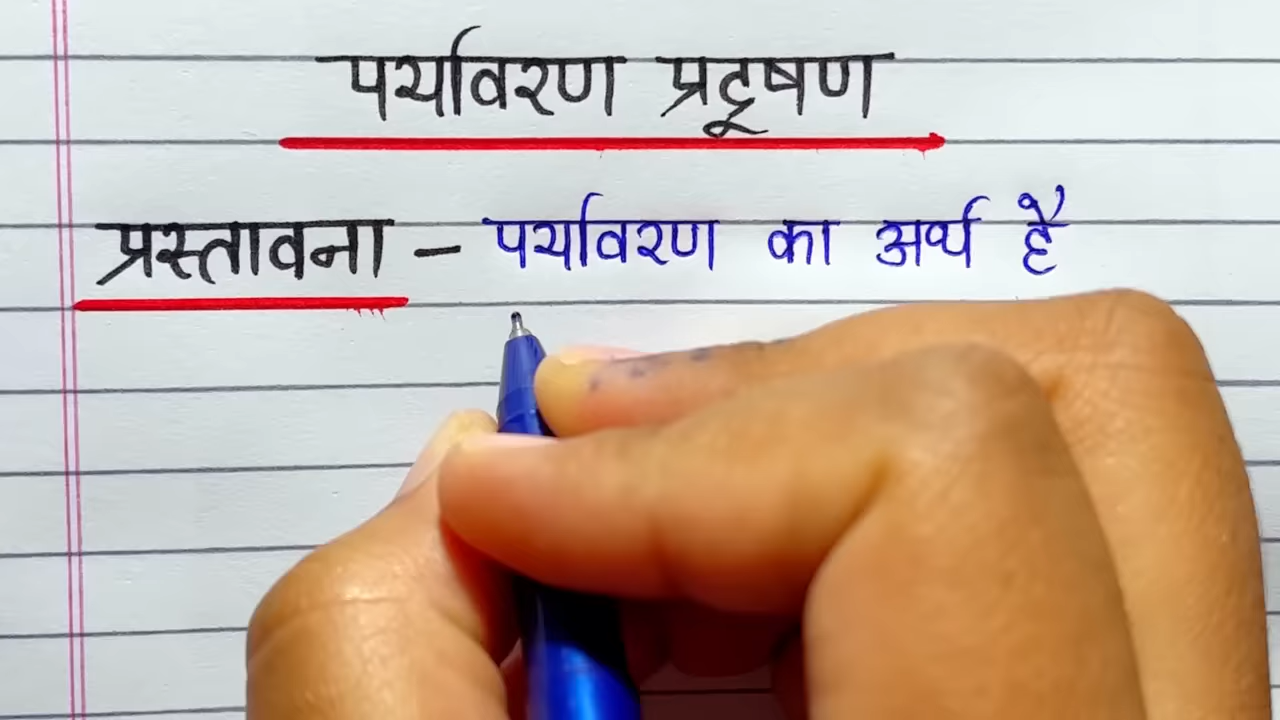 पर्यावरण प्रदूषण
प्रस्तावना – पर्यावरण का अर्थ है